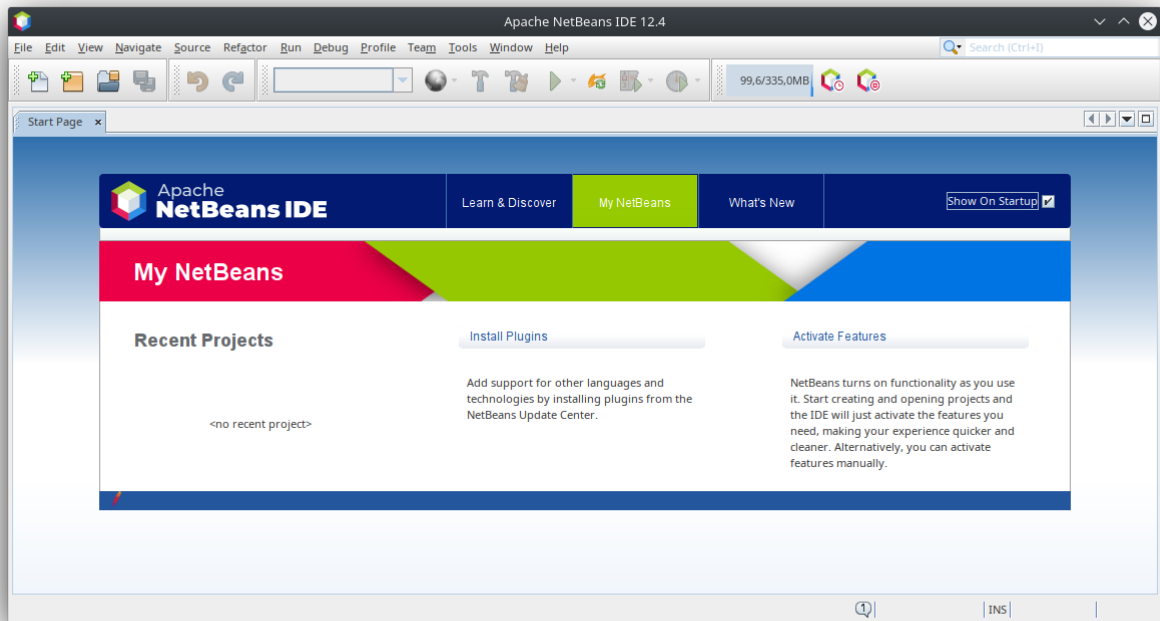 Apache NetBeans IDE 12.4
File Edit View Navigate Source Refactor Run Debug Profile Team Tools Window Help
Search (Ctrl+I)
99,6/335,0MB
Start Page
Apache
NetBeans IDE
Learn & Discover
My NetBeans
What's New
Show On Startup
My NetBeans
Recent Projects
<no recent project>
Install Plugins
Add support for other languages and
technologies by installing plugins from the
NetBeans Update Center.
Activate Features
NetBeans turns on functionality as you use
it. Start creating and opening projects and
the IDE will just activate the features you
need, making your experience quicker and
cleaner. Alternatively, you can activate
features manually.
1
INS